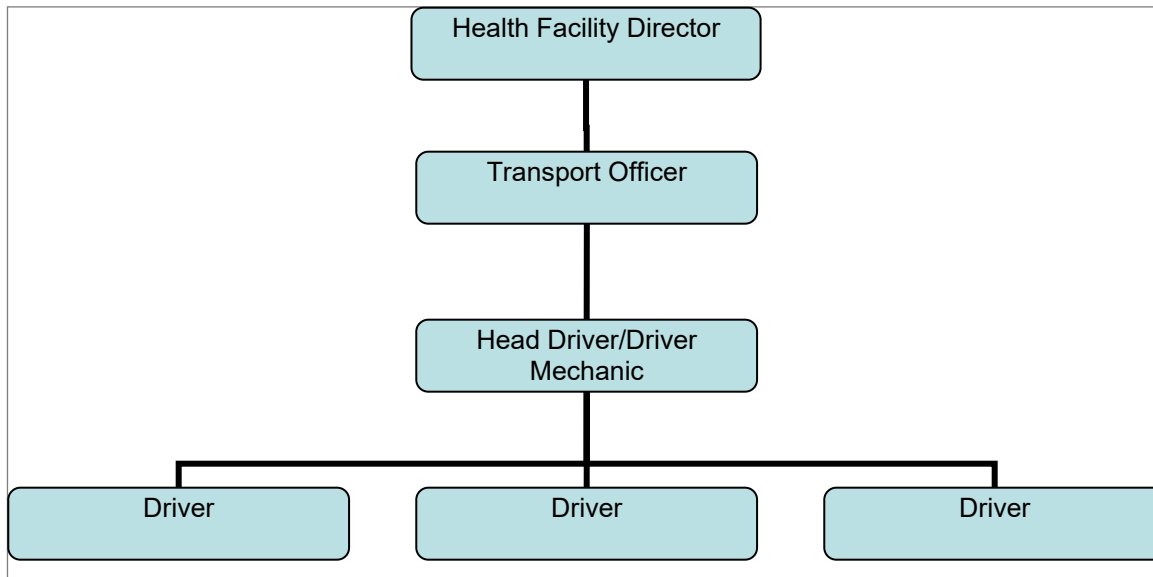 Health Facility Director
Transport Officer
Head Driver/Driver
Mechanic
Driver
Driver
Driver